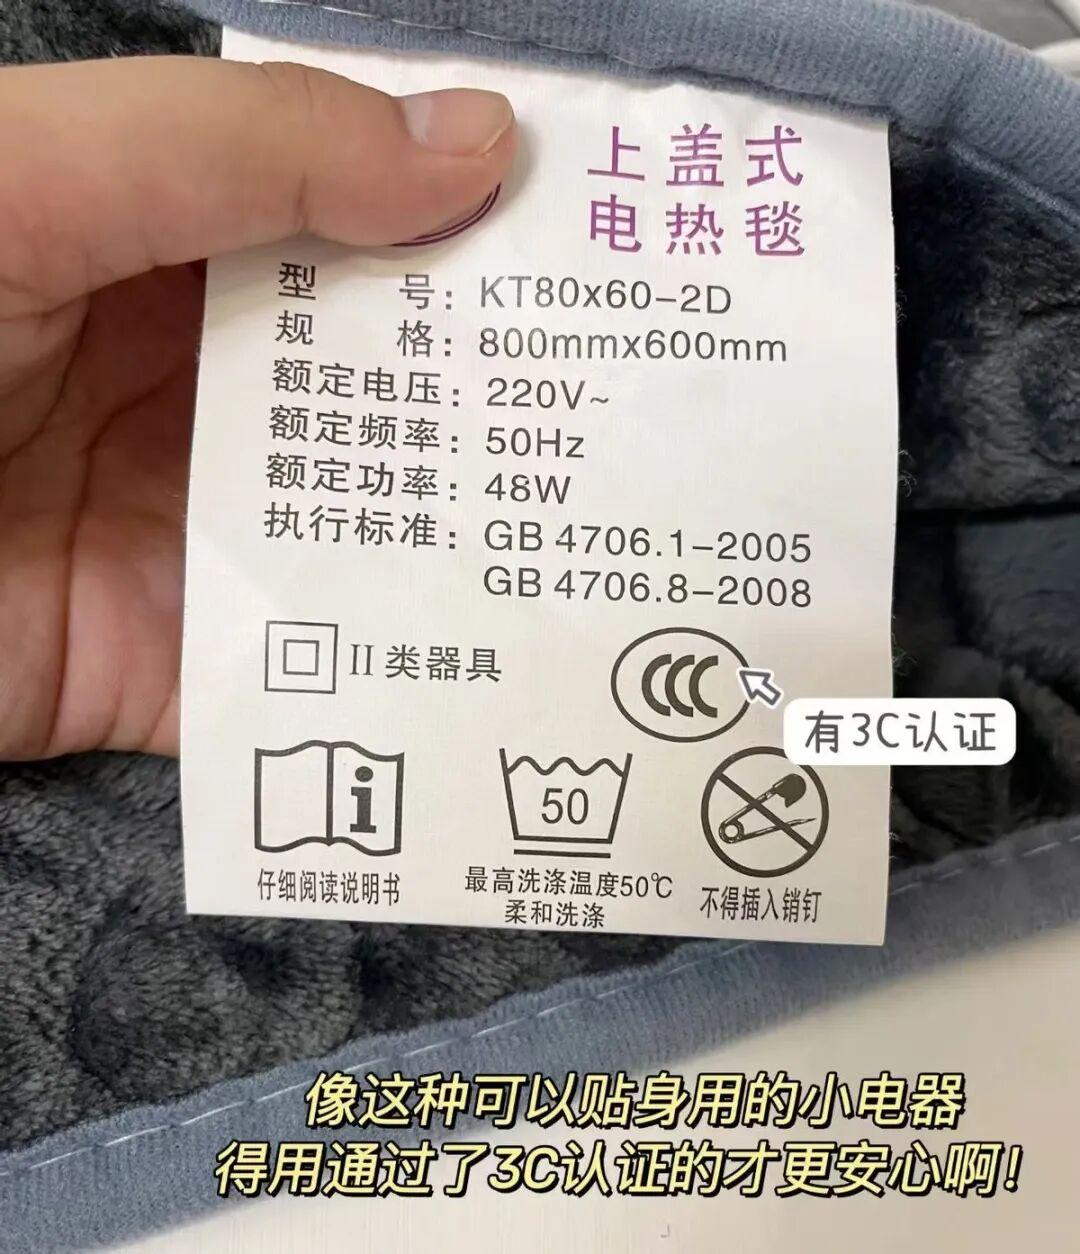 上盖式
电热毯
型号：KT80x60-2D
规格：800mmx600mm
额定电压：220V~
额定频率：50Hz
额定功率：48W
执行标准：GB 4706.1-2005
GB 4706.8-2008
II 类器具
CCC
有3C认证
i
50
仔细阅读说明书
最高洗涤温度50℃
柔和洗涤
不得插入销钉
像这种可以贴身用的小电器
得用通过了3C认证的才更安心啊！